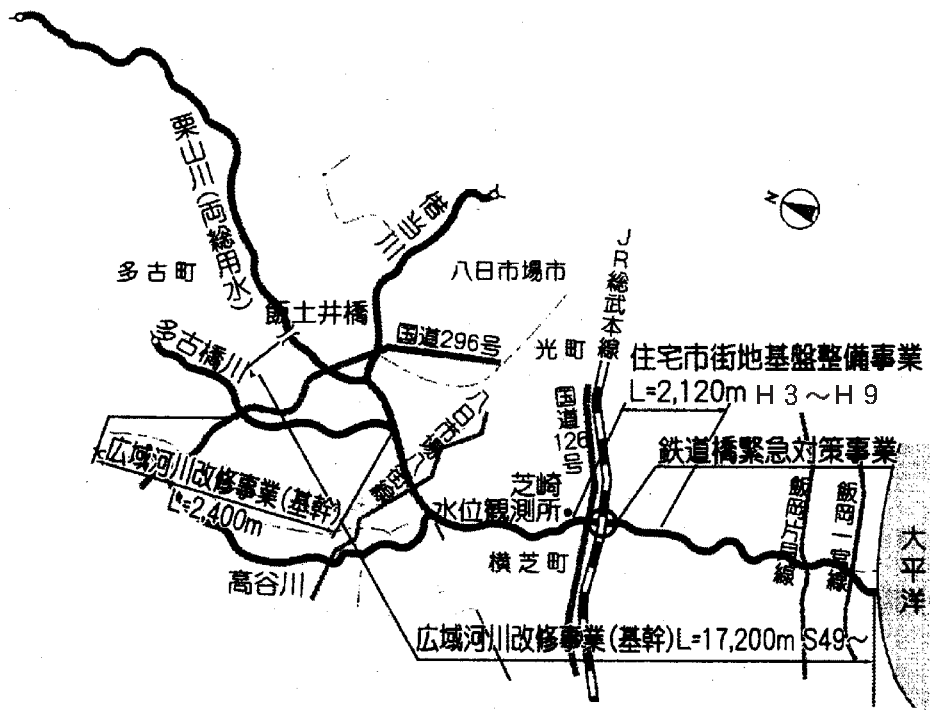 栗山川(両総用水)
多古町
飯土井橋
多古橋川
借当川
八日市場市
N
JR総武本線
国道296号
光町
住宅市街地基盤整備事業
L=2,120m H3〜H9
国道126号
鉄道橋緊急対策事業
広域河川改修事業(基幹)
L=2,400m
芝崎
水位観測所
横芝町
高谷川
飯岡一宮線
大平洋
広域河川改修事業(基幹)L=17,200m S49〜